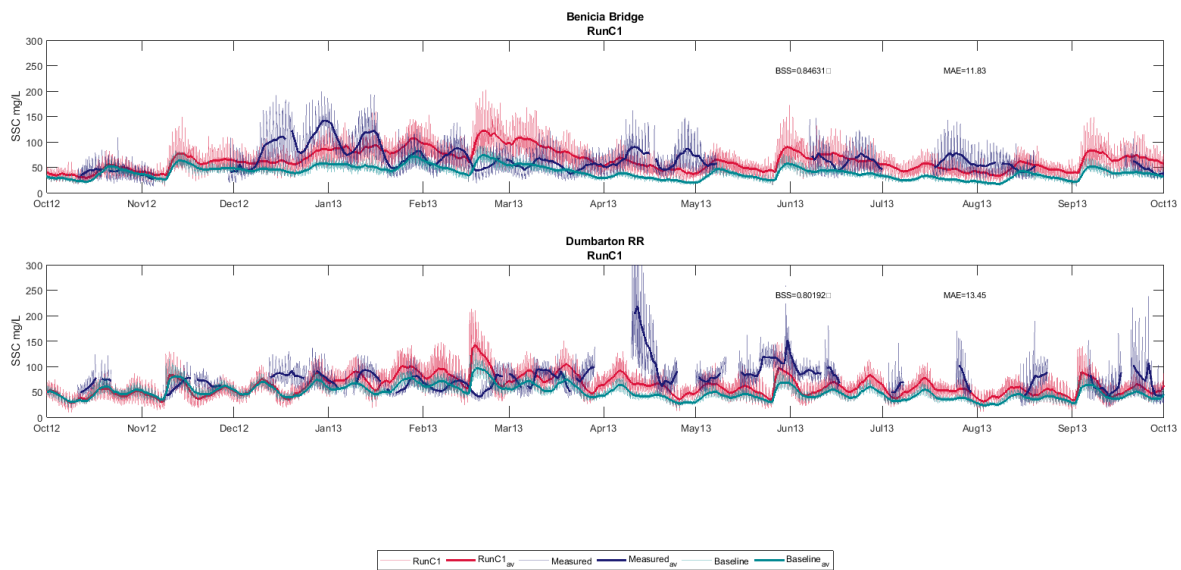 Benicia Bridge
RunC1
300
250
200
150
100
50
0
SSC mg/L
BSS=0.84631□
MAE=11.83
Oct12 Nov12 Dec12 Jan13 Feb13 Mar13 Apr13 May13 Jun13 Jul13 Aug13 Sep13 Oct13
Dumbarton RR
RunC1
300
250
200
150
100
50
0
SSC mg/L
BSS=0.80192□
MAE=13.45
Oct12 Nov12 Dec12 Jan13 Feb13 Mar13 Apr13 May13 Jun13 Jul13 Aug13 Sep13 Oct13
RunC1 RunC1av Measured Measuredav Baseline Baselineav